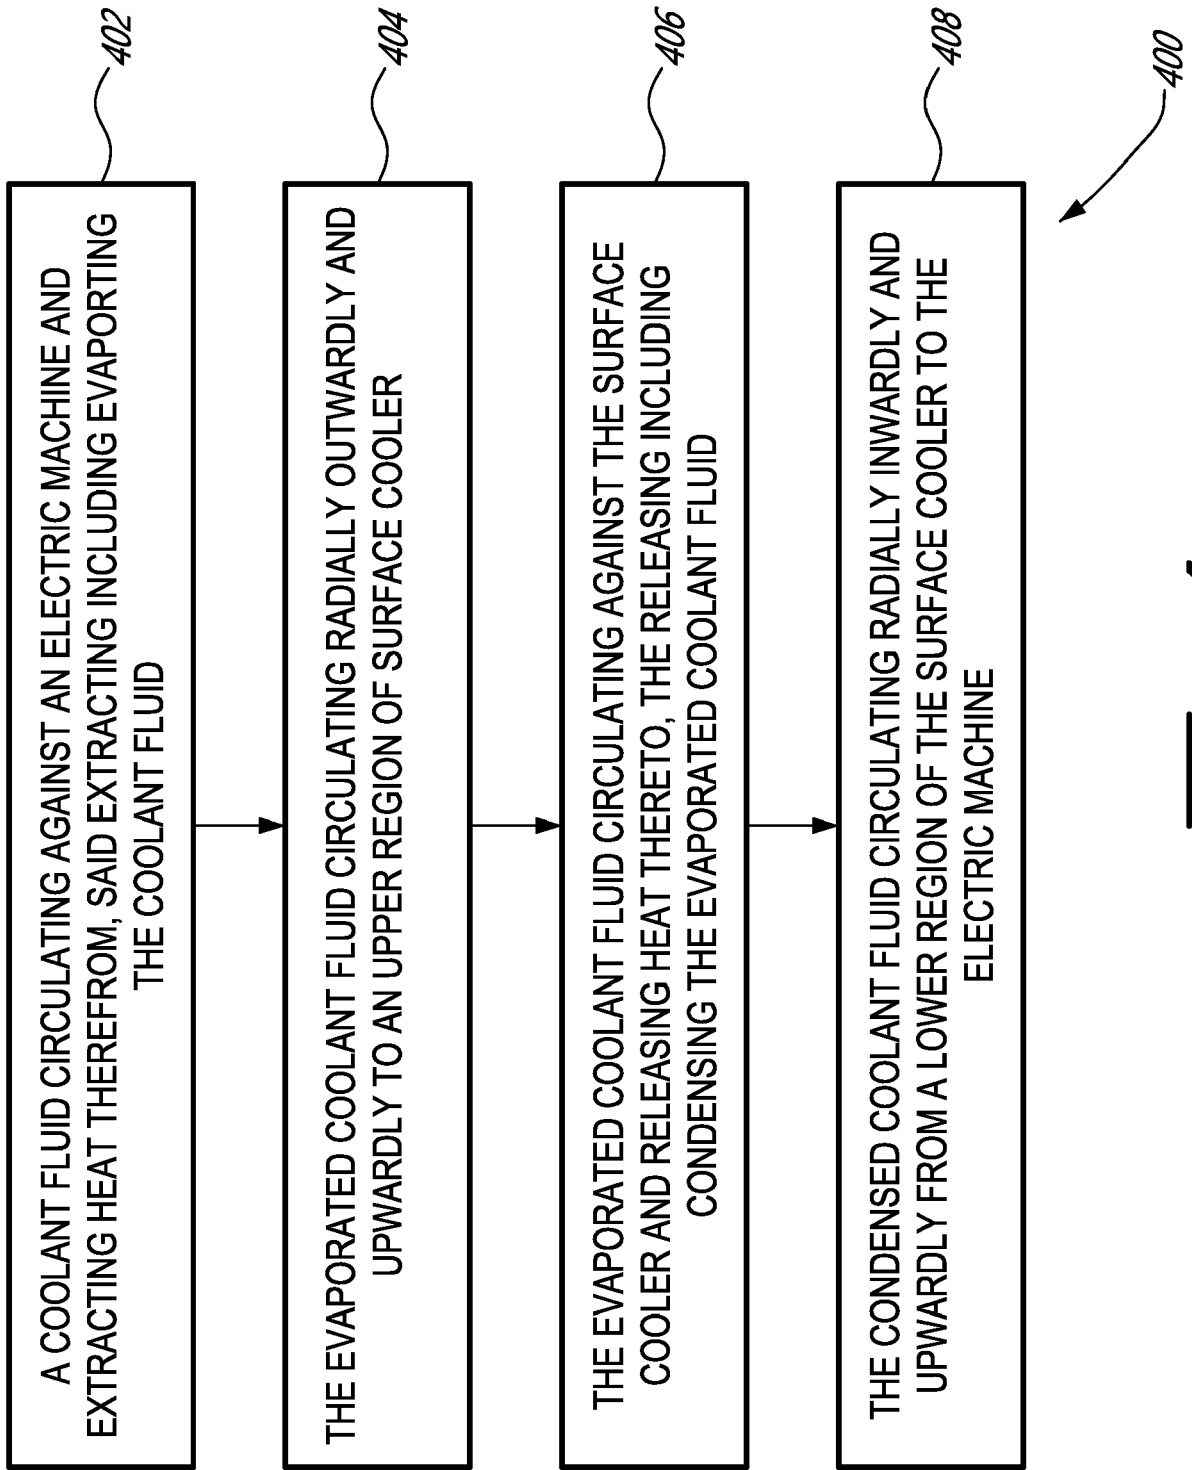 A COOLANT FLUID CIRCULATING AGAINST AN ELECTRIC MACHINE AND
EXTRACTING HEAT THEREFROM, SAID EXTRACTING INCLUDING EVAPORTING
THE COOLANT FLUID
402
THE EVAPORATED COOLANT FLUID CIRCULATING RADIALLY OUTWARDLY AND
UPWARDLY TO AN UPPER REGION OF SURFACE COOLER
404
THE EVAPORATED COOLANT FLUID CIRCULATING AGAINST THE SURFACE
COOLER AND RELEASING HEAT THERETO, THE RELEASING INCLUDING
CONDENSING THE EVAPORATED COOLANT FLUID
406
THE CONDENSED COOLANT FLUID CIRCULATING RADIALLY INWARDLY AND
UPWARDLY FROM A LOWER REGION OF THE SURFACE COOLER TO THE
ELECTRIC MACHINE
408
400